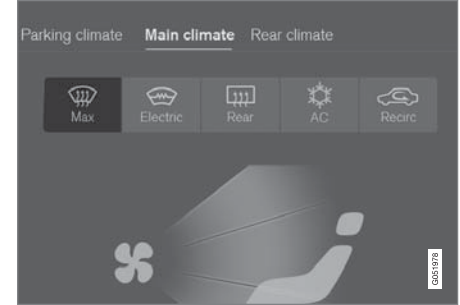 Parking climate Main climate Rear climate
Max Electric Rear AC Recirc
G051978